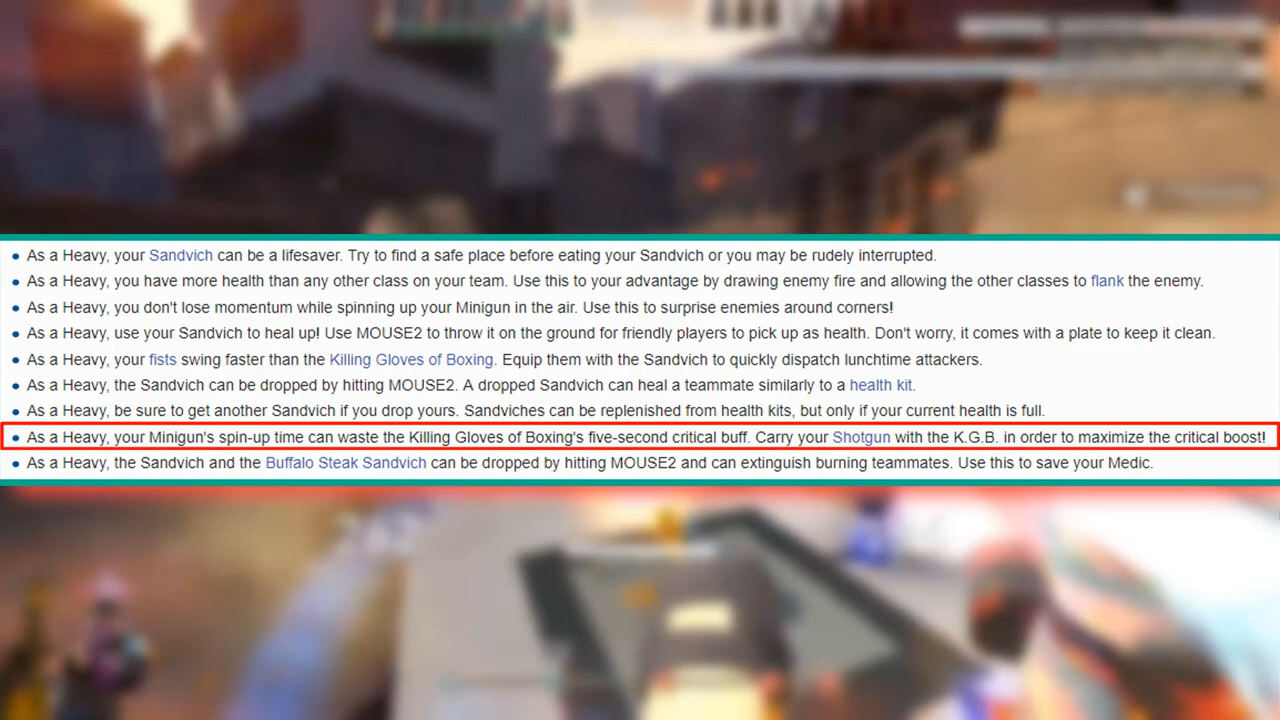 • As a Heavy, your Sandvich can be a lifesaver. Try to find a safe place before eating your Sandvich or you may be rudely interrupted.
• As a Heavy, you have more health than any other class on your team. Use this to your advantage by drawing enemy fire and allowing the other classes to flank the enemy.
• As a Heavy, you don't lose momentum while spinning up your Minigun in the air. Use this to surprise enemies around corners!
• As a Heavy, use your Sandvich to heal up! Use MOUSE2 to throw it on the ground for friendly players to pick up as health. Don't worry, it comes with a plate to keep it clean.
• As a Heavy, your fists swing faster than the Killing Gloves of Boxing. Equip them with the Sandvich to quickly dispatch lunchtime attackers.
• As a Heavy, the Sandvich can be dropped by hitting MOUSE2. A dropped Sandvich can heal a teammate similarly to a health kit.
• As a Heavy, be sure to get another Sandvich if you drop yours. Sandviches can be replenished from health kits, but only if your current health is full.
• As a Heavy, your Minigun's spin-up time can waste the Killing Gloves of Boxing's five-second critical buff. Carry your Shotgun with the K.G.B. in order to maximize the critical boost!
• As a Heavy, the Sandvich and the Buffalo Steak Sandvich can be dropped by hitting MOUSE2 and can extinguish burning teammates. Use this to save your Medic.